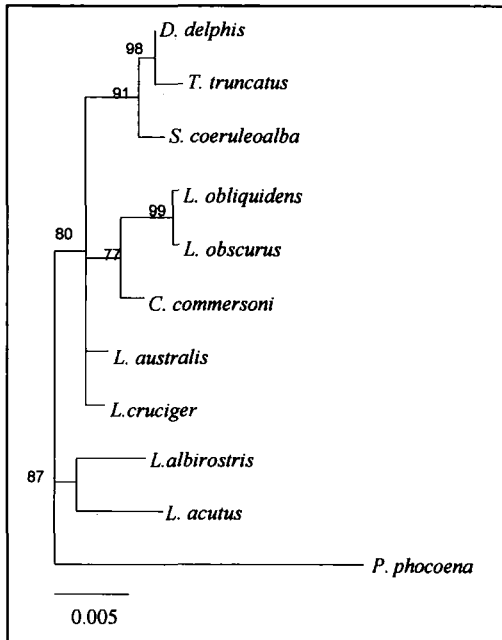 D. delphis
98
T. truncatus
91
S. coeruleoalba
L. obliquidens
99
L. obscurus
80
77
C. commersoni
L. australis
L.cruciger
L.albirostris
87
L. acutus
P. phocoena
0.005